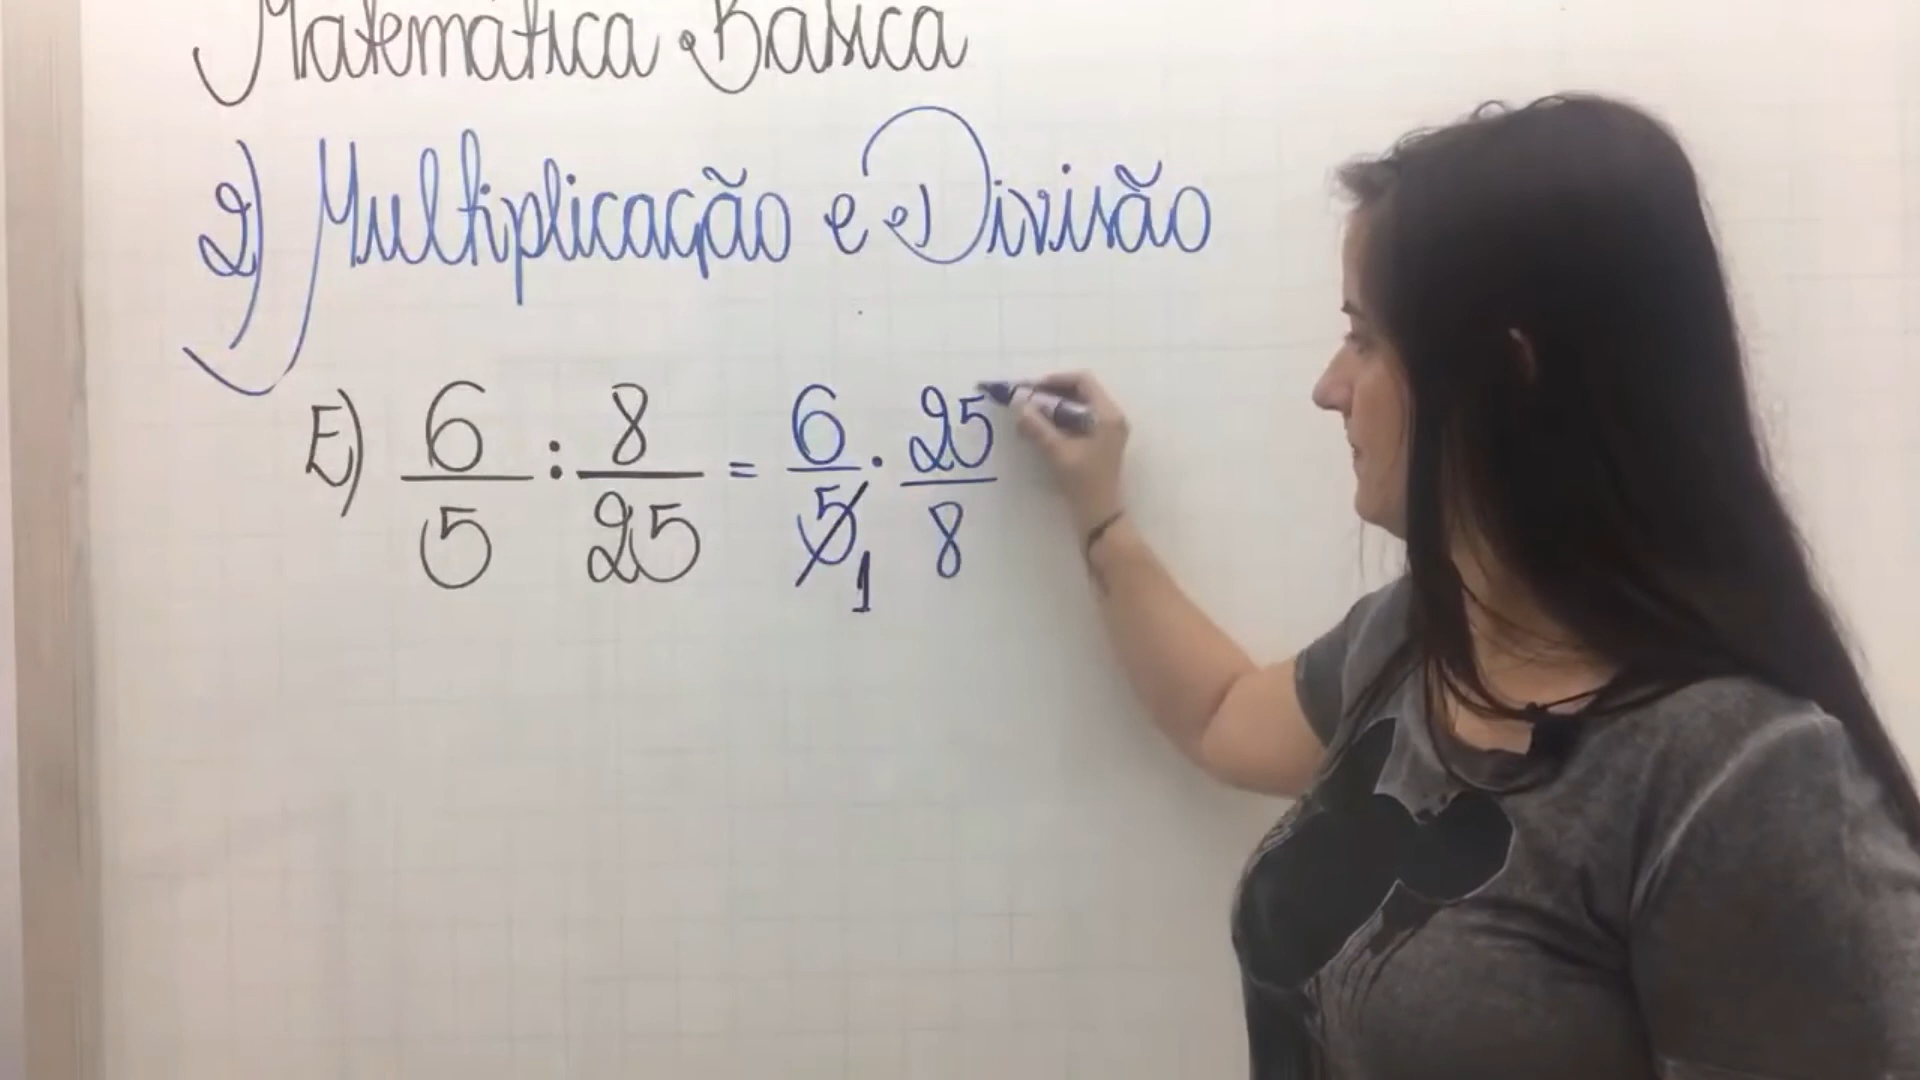 Matemática Básica
2) Multiplicação e Divisão
E) 6/5 : 8/25 = 6/5 1 . 25/8